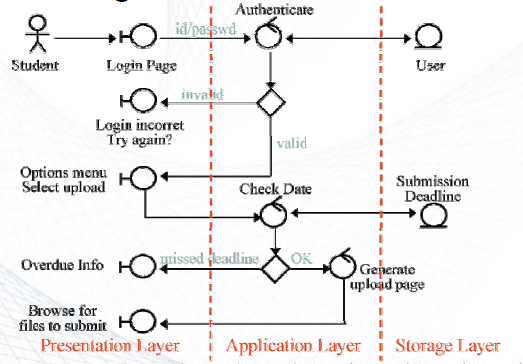 Authenticate
id/passwd
Student
Login Page
User
invalid
Login incorret
Try again?
valid
Options menu
Select upload
Check Date
Submission
Deadline
Overdue Info
missed deadline
OK
Generate
upload page
Browse for
files to submit
Presentation Layer
Application Layer
Storage Layer